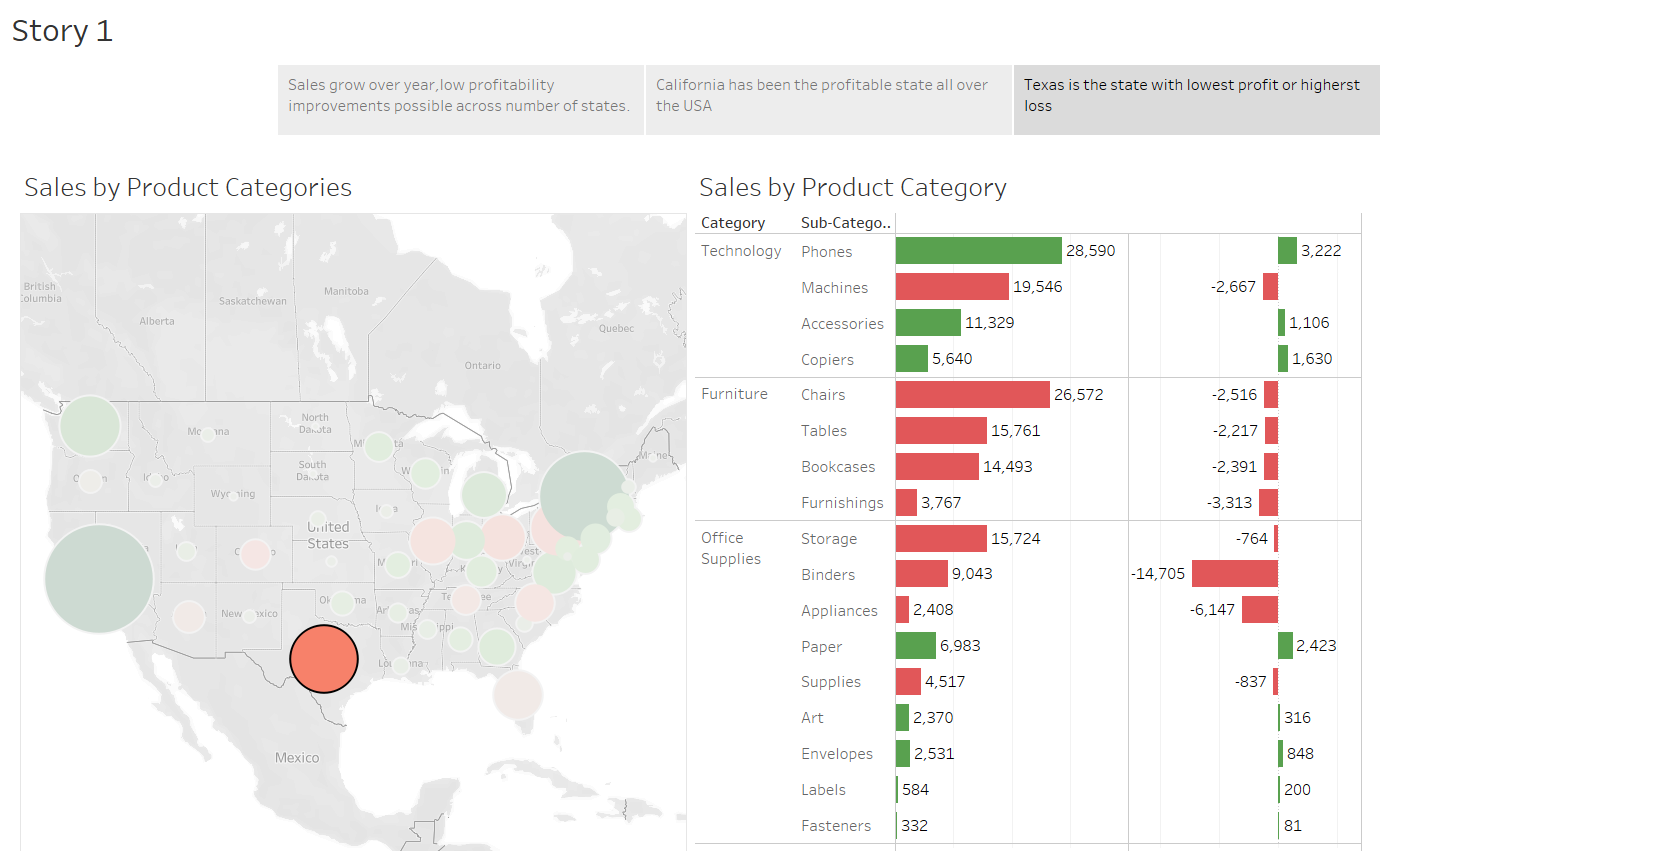 Story 1
Sales grow over year,low profitability
improvements possible across number of states.
California has been the profitable state all over
the USA
Texas is the state with lowest profit or higherst
loss
Sales by Product Categories
British
Columbia
Alberta
Saskatchewan
Manitoba
Ontario
Quebec
North
Dakota
South
Dakota
United
States
Mexico
Sales by Product Category
Category Sub-Catego..
Technology Phones 28,590 3,222
Machines 19,546 -2,667
Accessories 11,329 1,106
Copiers 5,640 1,630
Furniture Chairs 26,572 -2,516
Tables 15,761 -2,217
Bookcases 14,493 -2,391
Furnishings 3,767 -3,313
Office
Supplies
Storage 15,724 -764
Binders 9,043 -14,705
Appliances 2,408 -6,147
Paper 6,983 2,423
Supplies 4,517 -837
Art 2,370 316
Envelopes 2,531 848
Labels 584 200
Fasteners 332 81